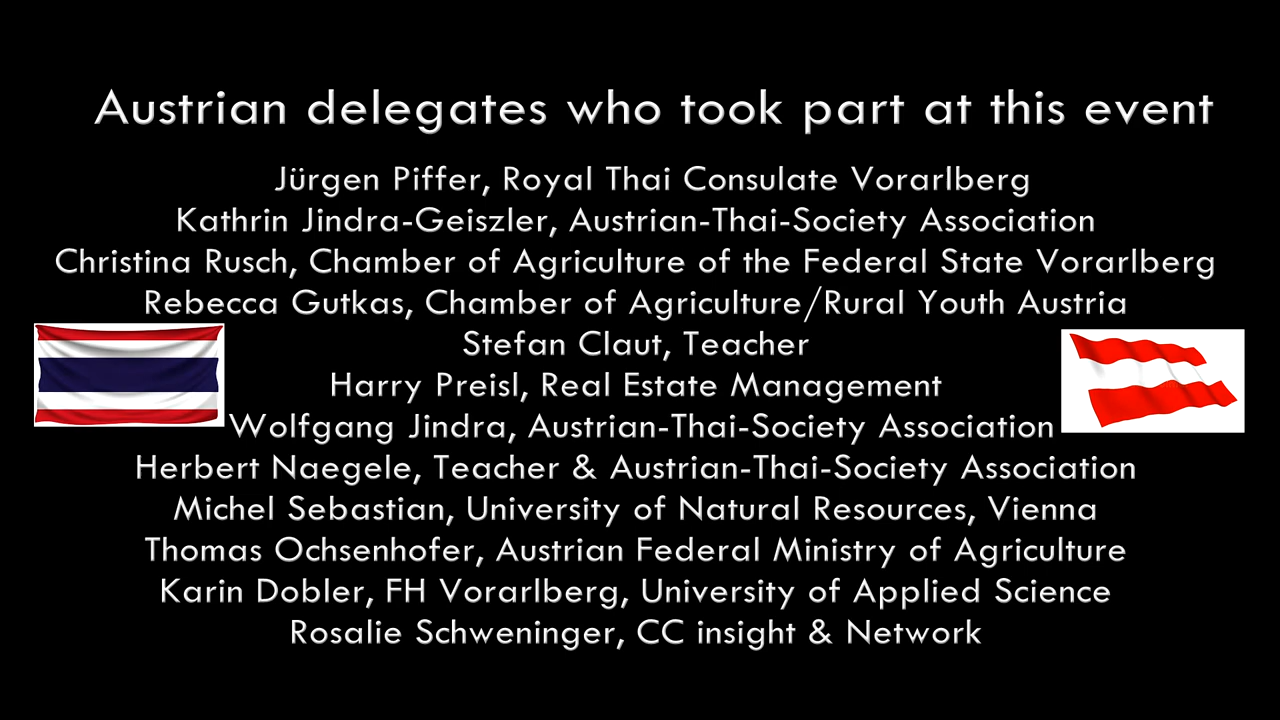 Austrian delegates who took part at this event
Jürgen Piffer, Royal Thai Consulate Vorarlberg
Kathrin Jindra-Geiszler, Austrian-Thai-Society Association
Christina Rusch, Chamber of Agriculture of the Federal State Vorarlberg
Rebecca Gutkas, Chamber of Agriculture/Rural Youth Austria
Stefan Claut, Teacher
Harry Preisl, Real Estate Management
Wolfgang Jindra, Austrian-Thai-Society Association
Herbert Naegele, Teacher & Austrian-Thai-Society Association
Michel Sebastian, University of Natural Resources, Vienna
Thomas Ochsenhofer, Austrian Federal Ministry of Agriculture
Karin Dobler, FH Vorarlberg, University of Applied Science
Rosalie Schweninger, CC insight & Network